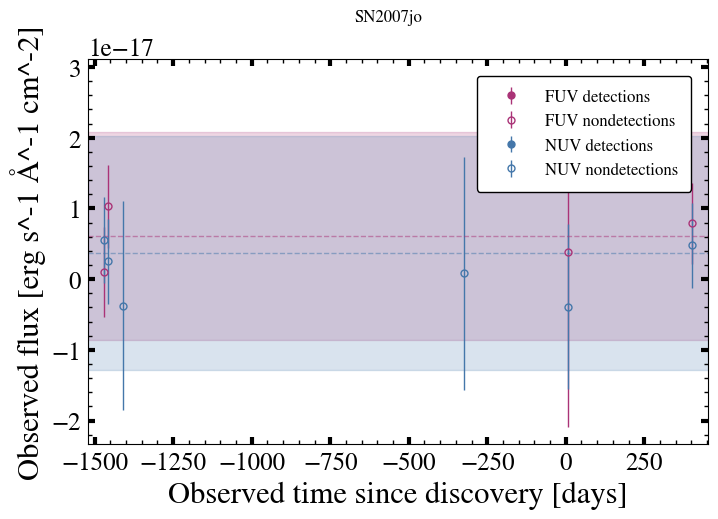 SN2007jo
1e−17
Observed flux [erg s^-1 Å^-1 cm^-2]
3
2
1
0
−1
−2
FUV detections
FUV nondetections
NUV detections
NUV nondetections
−1500 −1250 −1000 −750 −500 −250 0 250
Observed time since discovery [days]